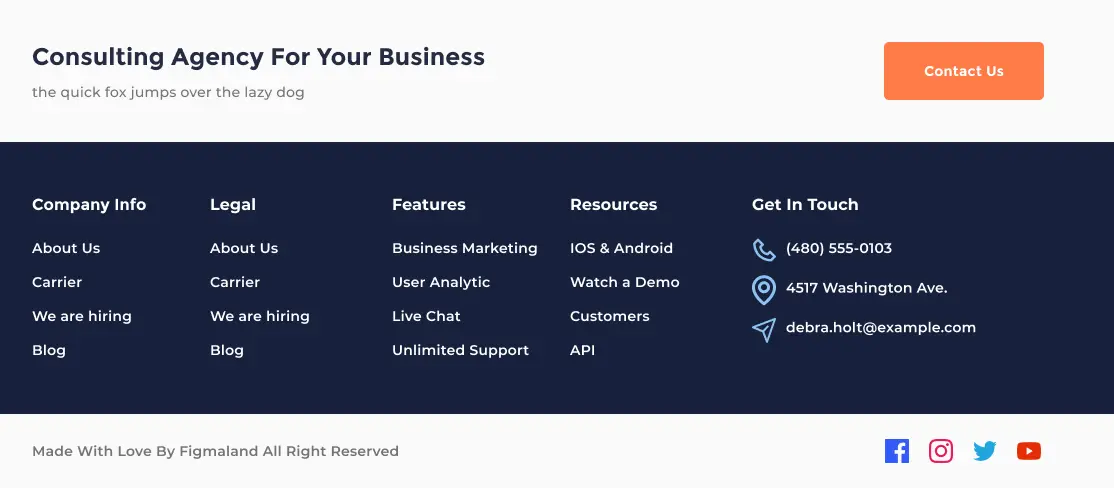 Consulting Agency For Your Business
the quick fox jumps over the lazy dog
Contact Us
Company Info
About Us
Carrier
We are hiring
Blog
Legal
About Us
Carrier
We are hiring
Blog
Features
Business Marketing
User Analytic
Live Chat
Unlimited Support
Resources
IOS & Android
Watch a Demo
Customers
API
Get In Touch
(480) 555-0103
4517 Washington Ave.
debra.holt@example.com
Made With Love By Figmaland All Right Reserved